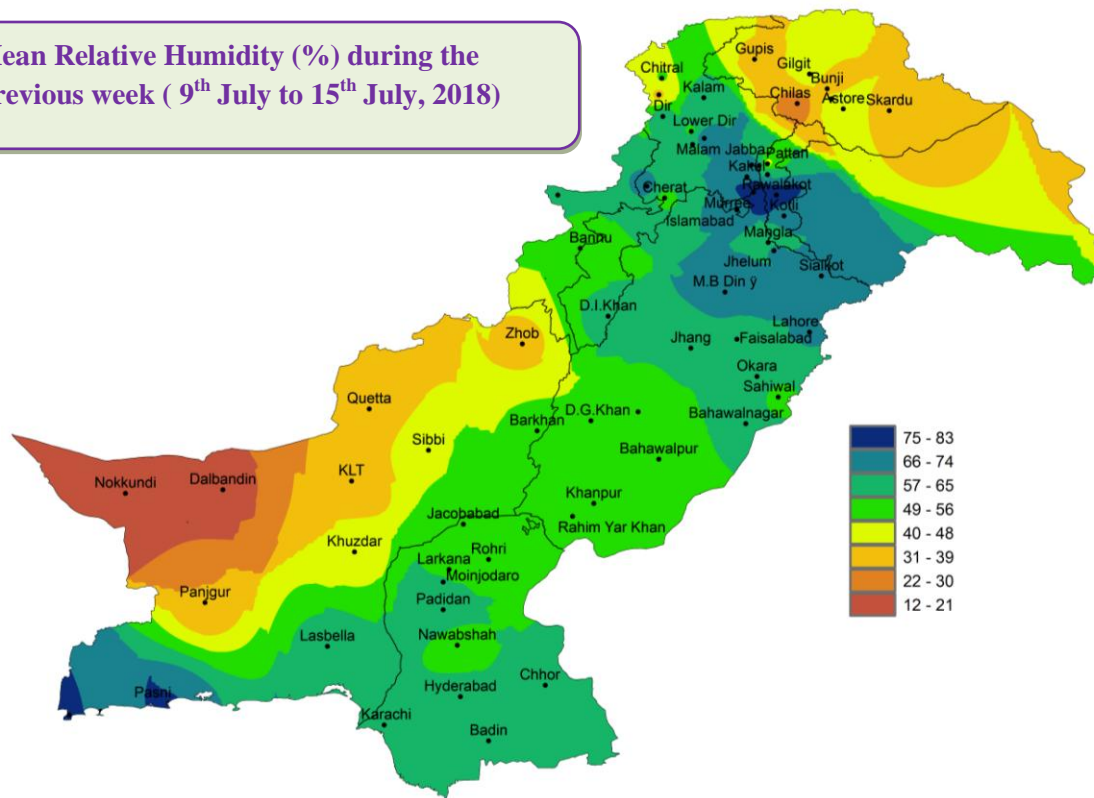 ean Relative Humidity (%) during the
revious week ( 9th July to 15th July, 2018)
Gupis
Gilgit
Bunji
Chitral
Kalam
Chilas
Astore
Skardu
Dir
Lower Dir
Malam Jabba
Pattan
Kakul
Cherat
Rawalakot
Murree
Kotli
Islamabad
Mangla
Bannu
Jhelum
Sialkot
M.B Din ÿ
D.I.Khan
Lahore
Zhob
Jhang
Faisalabad
Okara
Sahiwal
Quetta
D.G.Khan
Bahawalnagar
Barkhan
Sibbi
Bahawalpur
KLT
Nokkundi
Dalbandin
Khanpur
Jacobabad
Rahim Yar Khan
Khuzdar
Rohri
Larkana
Moinjodaro
Panjgur
Padidan
Lasbella
Nawabshah
Chhor
Pasni
Hyderabad
Karachi
Badin
75 - 83
66 - 74
57 - 65
49 - 56
40 - 48
31 - 39
22 - 30
12 - 21